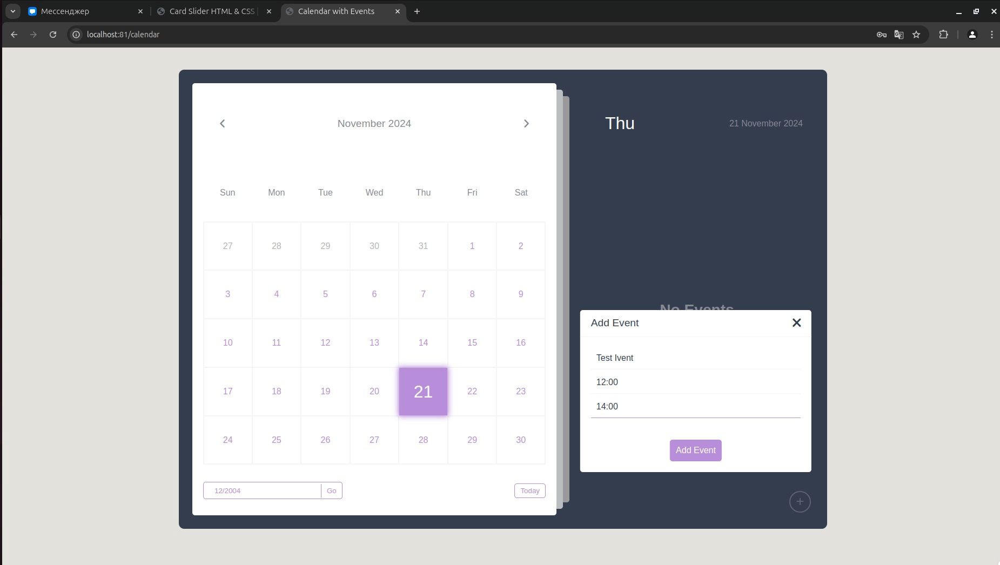 Мессенджер
Card Slider HTML & CSS
Calendar with Events
localhost:81/calendar
November 2024
Sun Mon Tue Wed Thu Fri Sat
27 28 29 30 31 1 2
3 4 5 6 7 8 9
10 11 12 13 14 15 16
17 18 19 20 21 22 23
24 25 26 27 28 29 30
12/2004 Go Today
Thu 21 November 2024
No Events
Add Event
Test Ivent
12:00
14:00
Add Event